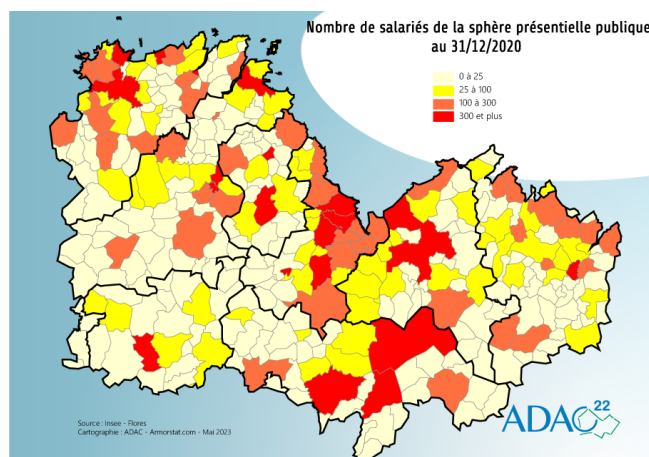 Nombre de salariés de la sphère présentielle publique
au 31/12/2020
0 à 25
25 à 100
100 à 300
300 et plus
Source : Insee - Flores
Cartographie : ADAC - Armorstat.com - Mai 2023
ADAC 22